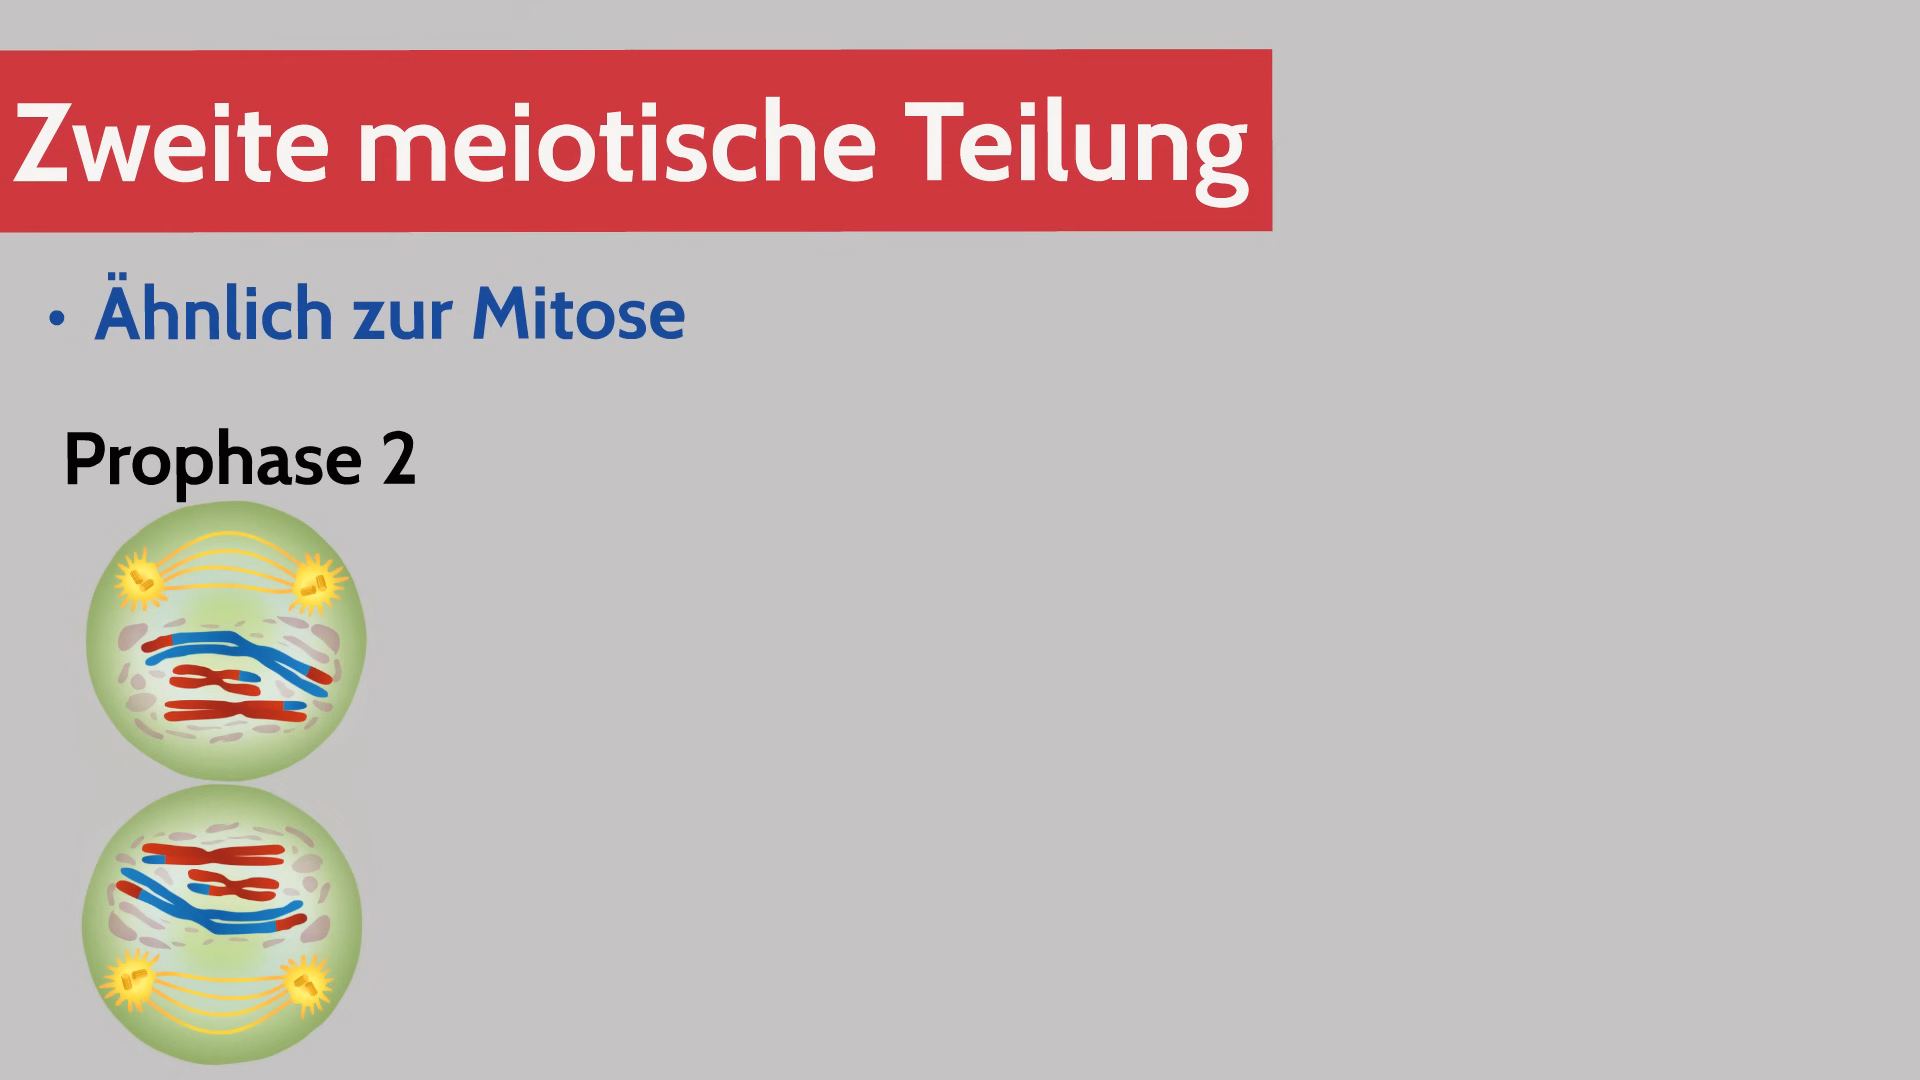 Zweite meiotische Teilung
• Ähnlich zur Mitose
Prophase 2